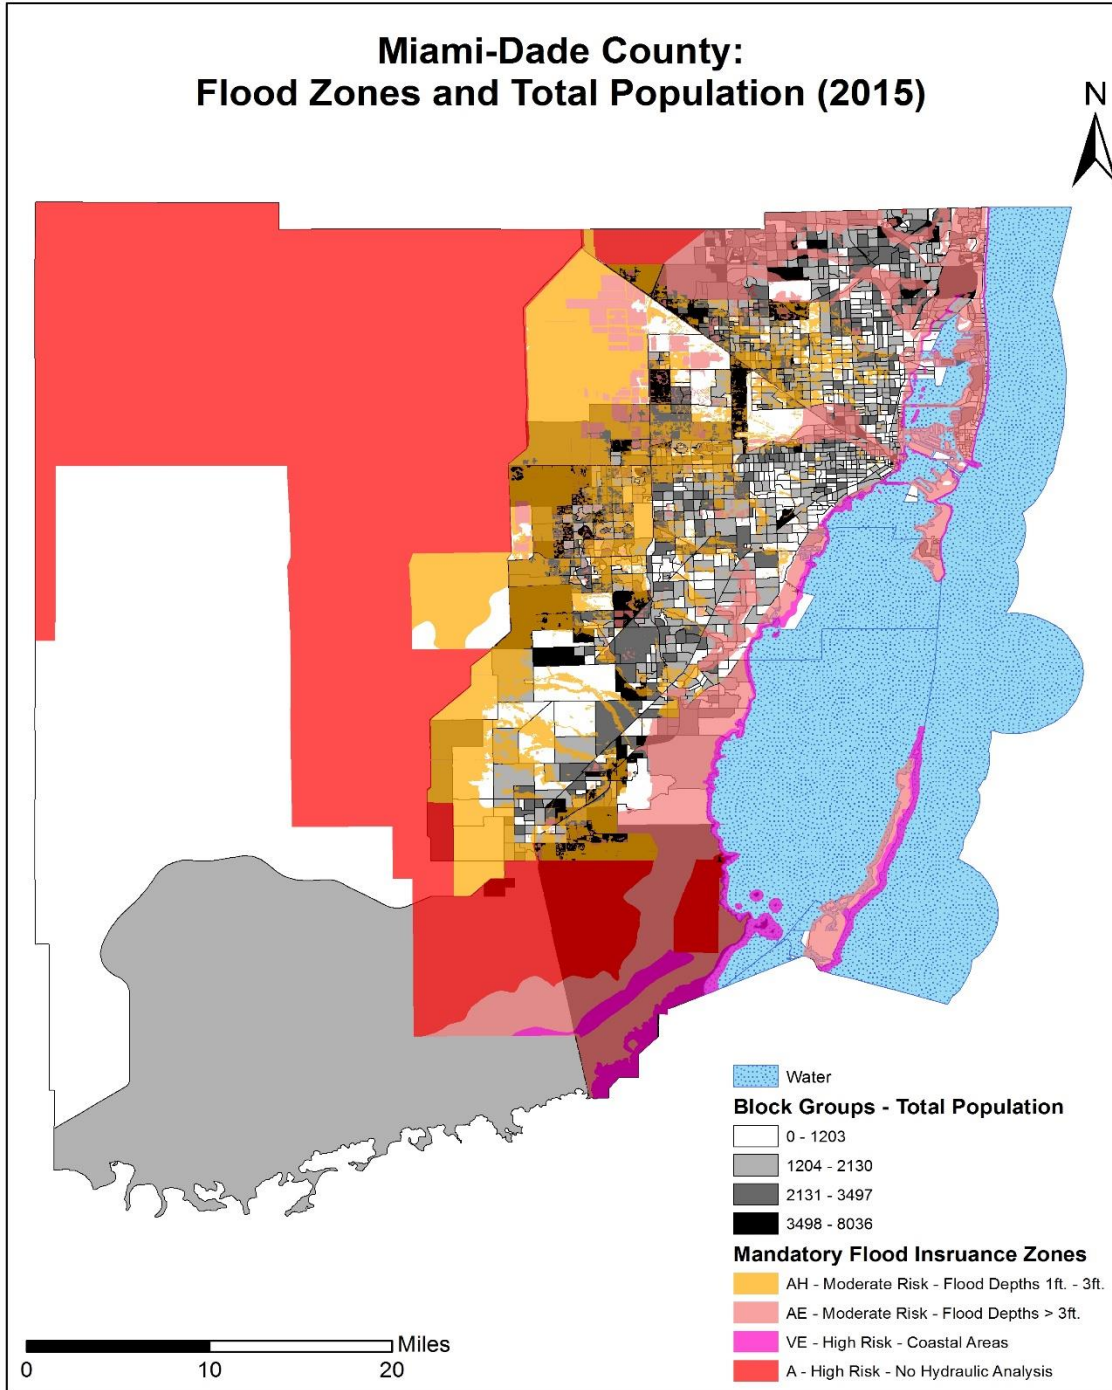 Miami-Dade County:
Flood Zones and Total Population (2015)
N
Water
Block Groups - Total Population
0 - 1203
1204 - 2130
2131 - 3497
3498 - 8036
Mandatory Flood Insruance Zones
AH - Moderate Risk - Flood Depths 1ft. - 3ft.
AE - Moderate Risk - Flood Depths > 3ft.
VE - High Risk - Coastal Areas
A - High Risk - No Hydraulic Analysis
Miles
0 10 20